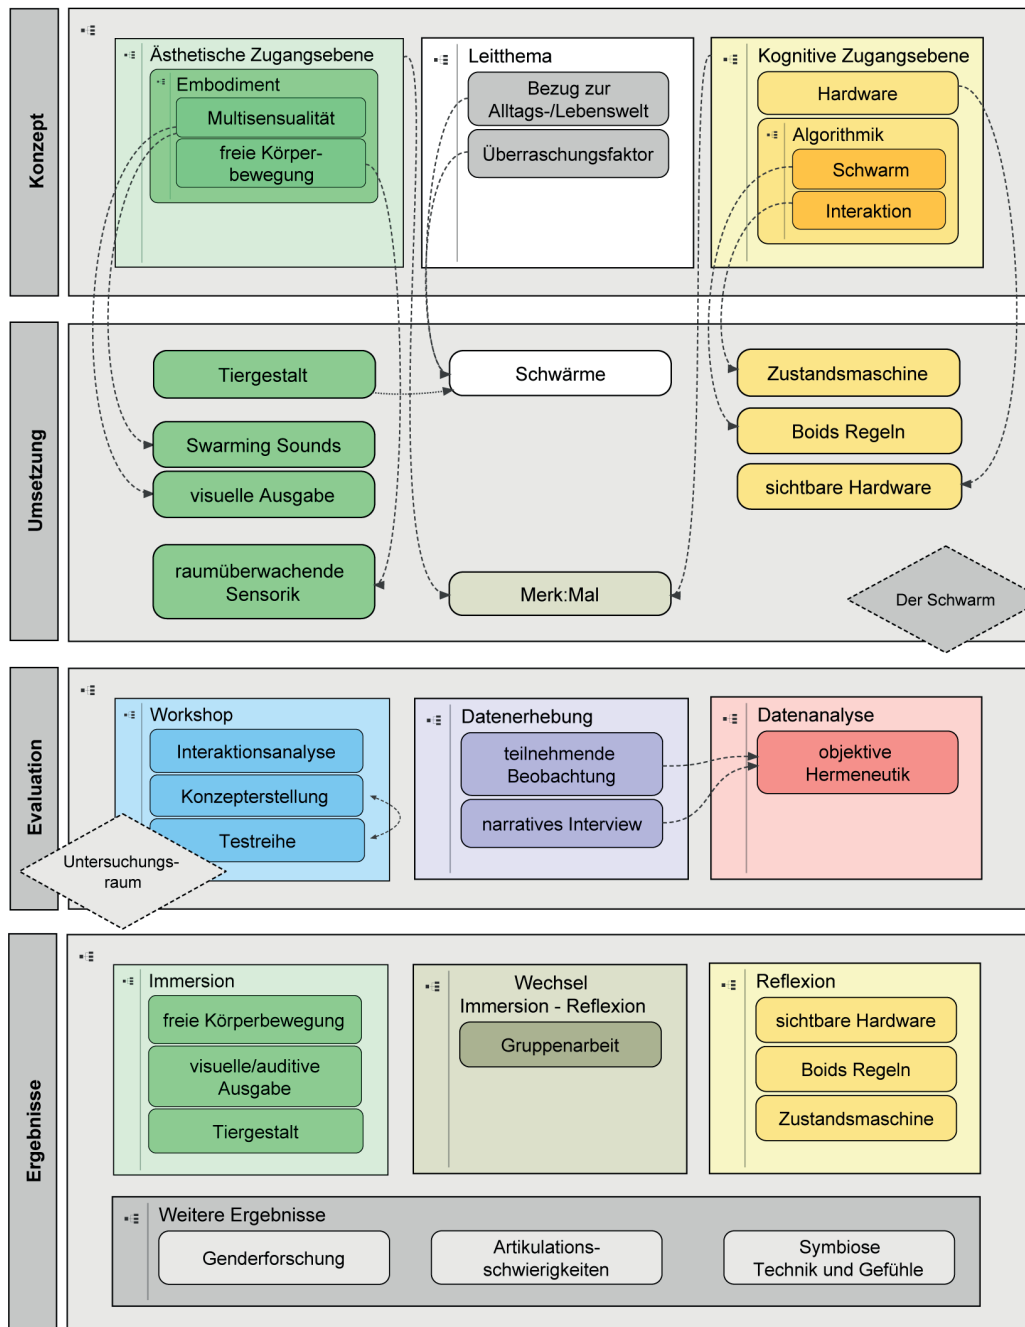 Konzept
Ästhetische Zugangsebene
Embodiment
Multisensualität
freie Körper-
bewegung
Leitthema
Bezug zur
Alltags-/Lebenswelt
Überraschungsfaktor
Kognitive Zugangsebene
Hardware
Algorithmik
Schwarm
Interaktion
Umsetzung
Tiergestalt
Schwärme
Zustandsmaschine
Swarming Sounds
Boids Regeln
visuelle Ausgabe
sichtbare Hardware
raumüberwachende
Sensorik
Merk:Mal
Der Schwarm
Evaluation
Workshop
Interaktionsanalyse
Konzepterstellung
Testreihe
Untersuchungs-
raum
Datenerhebung
teilnehmende
Beobachtung
narratives Interview
Datenanalyse
objektive
Hermeneutik
Ergebnisse
Immersion
freie Körperbewegung
visuelle/auditive
Ausgabe
Tiergestalt
Wechsel
Immersion - Reflexion
Gruppenarbeit
Reflexion
sichtbare Hardware
Boids Regeln
Zustandsmaschine
Weitere Ergebnisse
Genderforschung
Artikulations-
schwierigkeiten
Symbiose
Technik und Gefühle